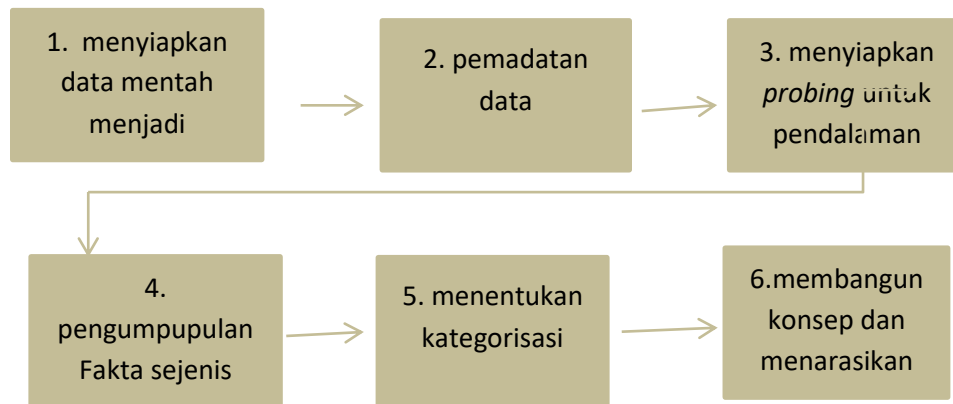 1. menyiapkan
data mentah
menjadi
2. pemadatan
data
3. menyiapkan
probing untuk
pendalaman
4.
pengumpupulan
Fakta sejenis
5. menentukan
kategorisasi
6.membangun
konsep dan
menarasikan